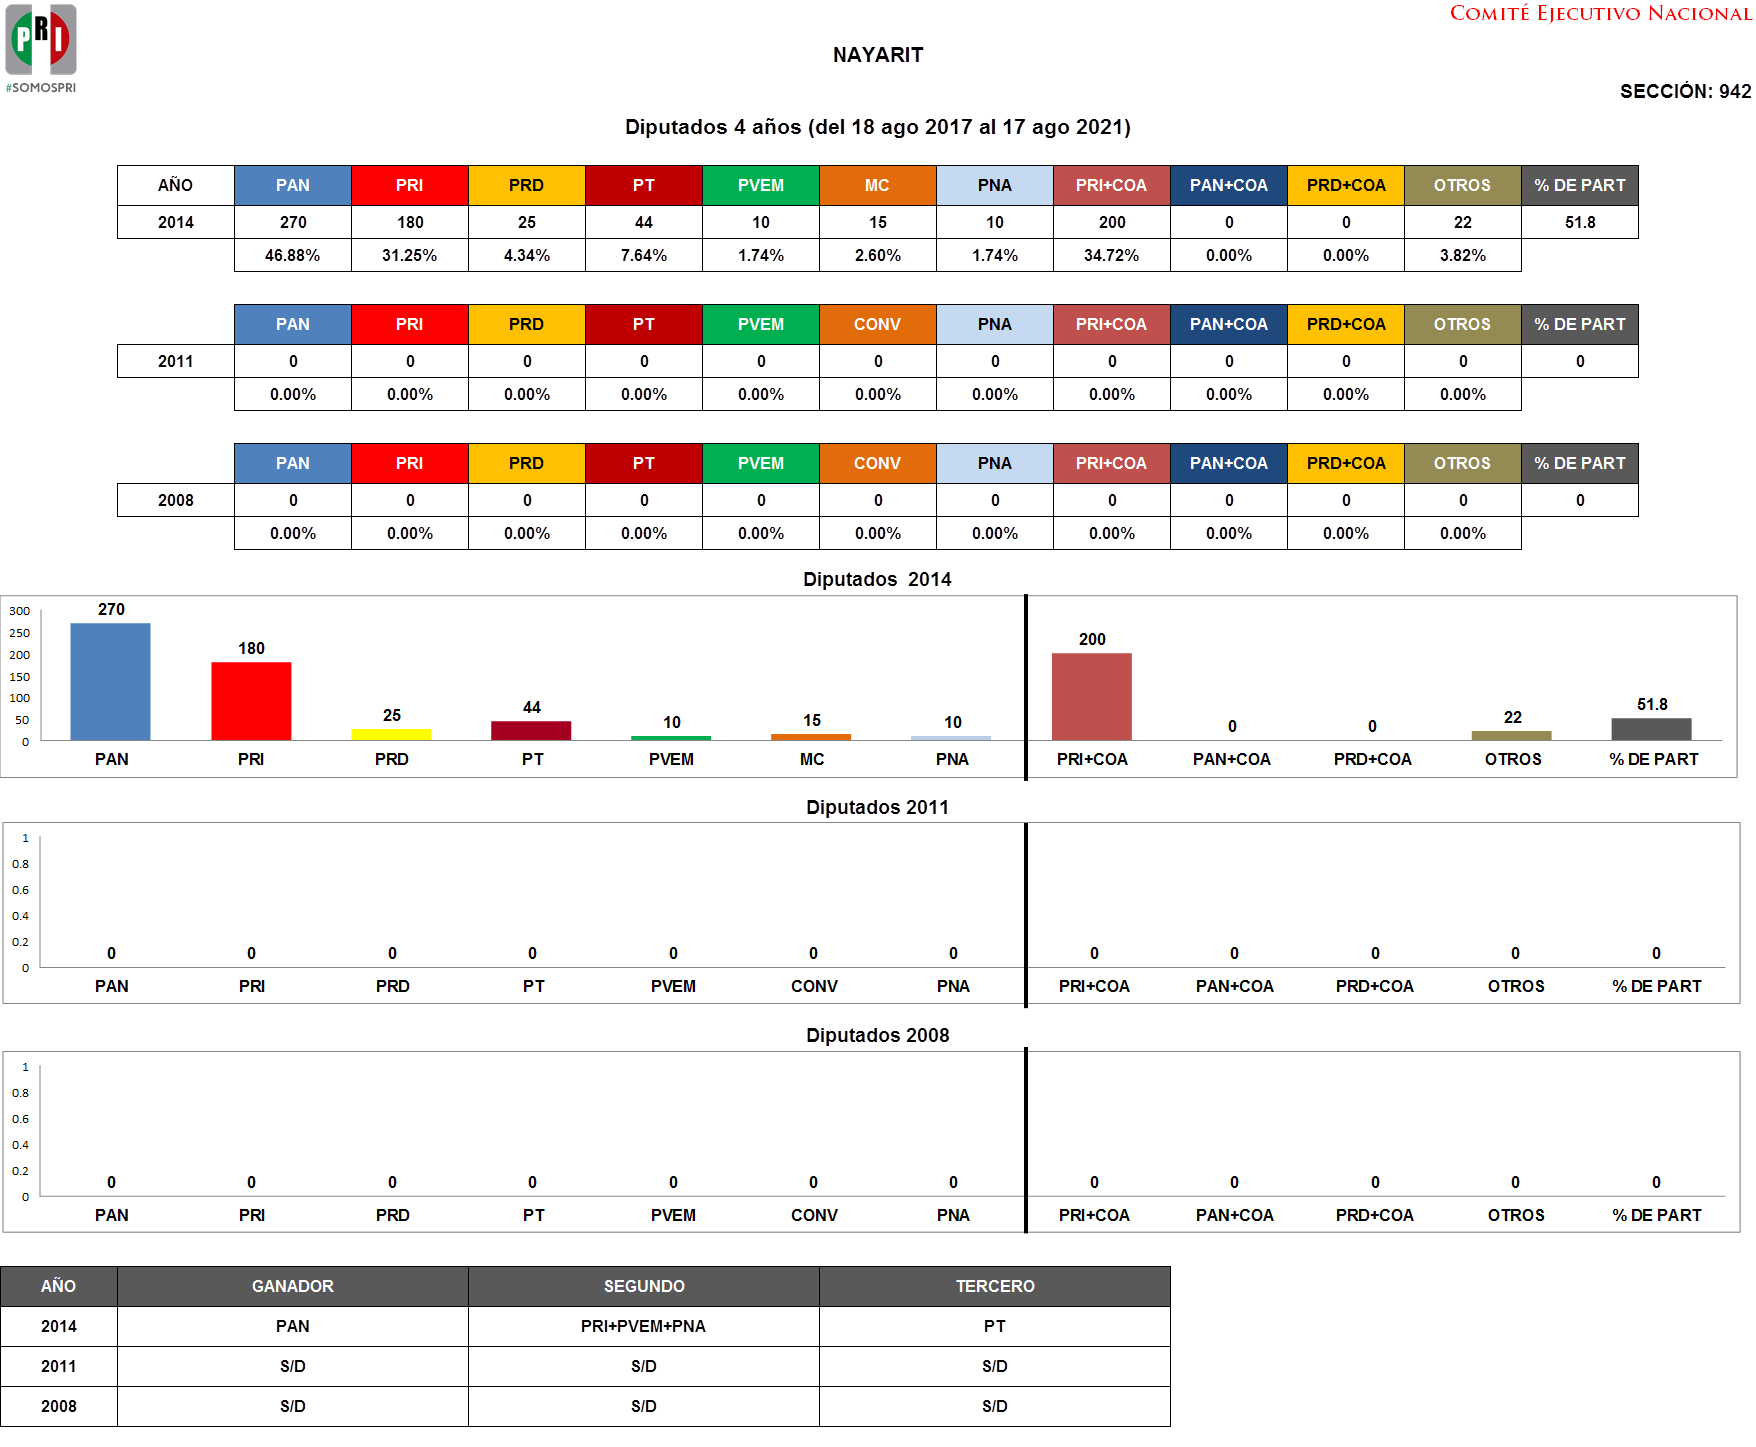 COMITÉ EJECUTIVO NACIONAL
PRI
#SOMOSPRI
NAYARIT
SECCIÓN: 942
Diputados 4 años (del 18 ago 2017 al 17 ago 2021)
AÑO PAN PRI PRD PT PVEM MC PNA PRI+COA PAN+COA PRD+COA OTROS % DE PART
2014 270 180 25 44 10 15 10 200 0 0 22 51.8
46.88% 31.25% 4.34% 7.64% 1.74% 2.60% 1.74% 34.72% 0.00% 0.00% 3.82%
PAN PRI PRD PT PVEM CONV PNA PRI+COA PAN+COA PRD+COA OTROS % DE PART
2011 0 0 0 0 0 0 0 0 0 0 0 0
0.00% 0.00% 0.00% 0.00% 0.00% 0.00% 0.00% 0.00% 0.00% 0.00% 0.00%
PAN PRI PRD PT PVEM CONV PNA PRI+COA PAN+COA PRD+COA OTROS % DE PART
2008 0 0 0 0 0 0 0 0 0 0 0 0
0.00% 0.00% 0.00% 0.00% 0.00% 0.00% 0.00% 0.00% 0.00% 0.00% 0.00%
Diputados 2014
300
250
200
150
100
50
0
270 180 25 44 10 15 10 200 0 0 22 51.8
PAN PRI PRD PT PVEM MC PNA PRI+COA PAN+COA PRD+COA OTROS % DE PART
Diputados 2011
1
0.8
0.6
0.4
0.2
0
0 0 0 0 0 0 0 0 0 0 0 0
PAN PRI PRD PT PVEM CONV PNA PRI+COA PAN+COA PRD+COA OTROS % DE PART
Diputados 2008
1
0.8
0.6
0.4
0.2
0
0 0 0 0 0 0 0 0 0 0 0 0
PAN PRI PRD PT PVEM CONV PNA PRI+COA PAN+COA PRD+COA OTROS % DE PART
AÑO GANADOR SEGUNDO TERCERO
2014 PAN PRI+PVEM+PNA PT
2011 S/D S/D S/D
2008 S/D S/D S/D